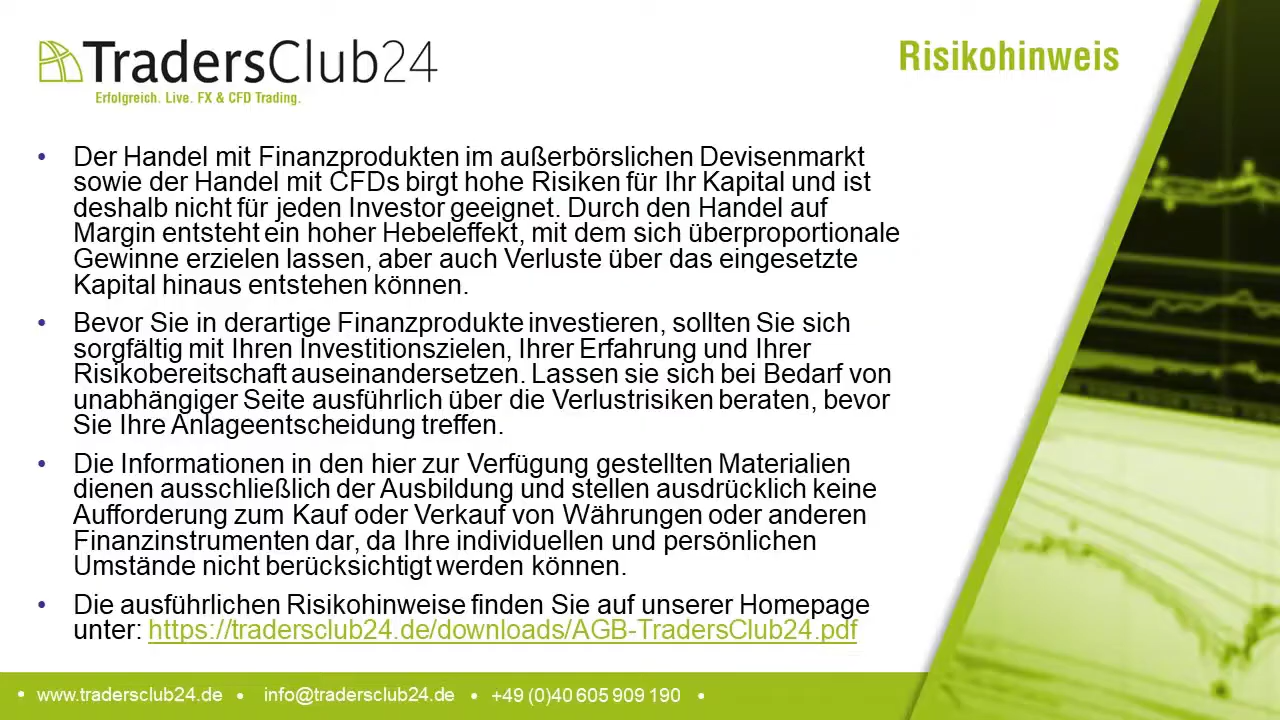 TradersClub24
Erfolgreich. Live. FX & CFD Trading.
Risikohinweis
• Der Handel mit Finanzprodukten im außerbörslichen Devisenmarkt
sowie der Handel mit CFDs birgt hohe Risiken für Ihr Kapital und ist
deshalb nicht für jeden Investor geeignet. Durch den Handel auf
Margin entsteht ein hoher Hebeleffekt, mit dem sich überproportionale
Gewinne erzielen lassen, aber auch Verluste über das eingesetzte
Kapital hinaus entstehen können.
• Bevor Sie in derartige Finanzprodukte investieren, sollten Sie sich
sorgfältig mit Ihren Investitionszielen, Ihrer Erfahrung und Ihrer
Risikobereitschaft auseinandersetzen. Lassen sie sich bei Bedarf von
unabhängiger Seite ausführlich über die Verlustrisiken beraten, bevor
Sie Ihre Anlageentscheidung treffen.
• Die Informationen in den hier zur Verfügung gestellten Materialien
dienen ausschließlich der Ausbildung und stellen ausdrücklich keine
Aufforderung zum Kauf oder Verkauf von Währungen oder anderen
Finanzinstrumenten dar, da Ihre individuellen und persönlichen
Umstände nicht berücksichtigt werden können.
• Die ausführlichen Risikohinweise finden Sie auf unserer Homepage
unter: https://tradersclub24.de/downloads/AGB-TradersClub24.pdf
• www.tradersclub24.de • info@tradersclub24.de • +49 (0)40 605 909 190 •